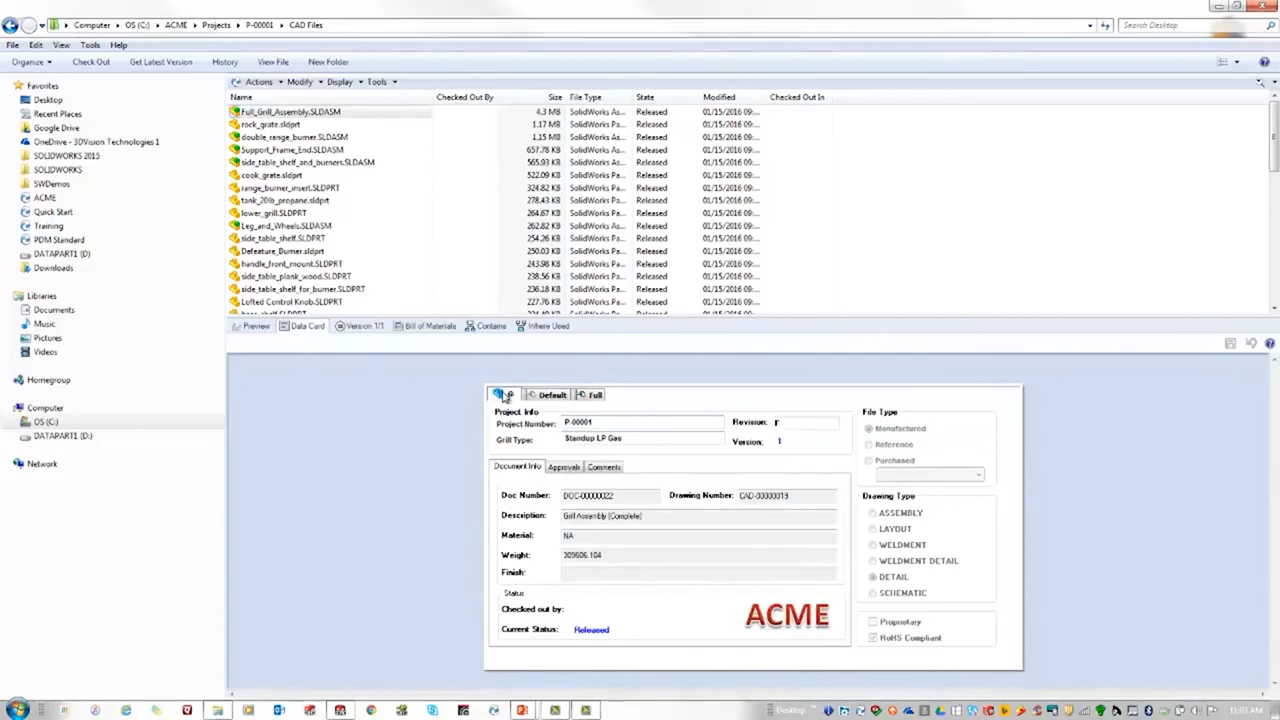 Computer OS (C:) ACME Projects P-00001 CAD Files
Search Desktop
File Edit View Tools Help
Organize Check Out Get Latest Version History View File New Folder
Favorites
Desktop
Recent Places
Google Drive
OneDrive - 3DVision Technologies 1
SOLIDWORKS 2015
SOLIDWORKS
SWDemos
ACME
Quick Start
Training
PDM Standard
DATAPART1 (D)
Downloads
Libraries
Documents
Music
Pictures
Videos
Homegroup
Computer
OS (C:)
DATAPART1 (D:)
Network
Actions Modify Display Tools
Name Checked Out By Size File Type State Modified Checked Out In
Full_Grill_Assembly.SLDASM 4.3 MB SolidWorks As... Released 01/15/2016 09:...
rock_grate.sldprt 1.17 MB SolidWorks Pa... Released 01/15/2016 09:...
double_range_burner.SLDASM 1.15 MB SolidWorks As... Released 01/15/2016 09:...
Support_Frame_End.SLDASM 657.78 KB SolidWorks As... Released 01/15/2016 09:...
side_table_shelf_and_burners.SLDASM 565.93 KB SolidWorks As... Released 01/15/2016 09:...
cook_grate.sldprt 522.09 KB SolidWorks Pa... Released 01/15/2016 09:...
range_burner_insert.SLDPRT 324.82 KB SolidWorks Pa... Released 01/15/2016 09:...
tank_20lb_propane.sldprt 278.43 KB SolidWorks Pa... Released 01/15/2016 09:...
lower_grill.SLDPRT 264.67 KB SolidWorks Pa... Released 01/15/2016 09:...
Leg_and_Wheels.SLDASM 262.82 KB SolidWorks As... Released 01/15/2016 09:...
side_table_shelf.SLDPRT 254.26 KB SolidWorks Pa... Released 01/15/2016 09:...
Defeature_Burner.sldprt 250.03 KB SolidWorks Pa... Released 01/15/2016 09:...
handle_front_mount.SLDPRT 243.98 KB SolidWorks Pa... Released 01/15/2016 09:...
side_table_plank_wood.SLDPRT 238.56 KB SolidWorks Pa... Released 01/15/2016 09:...
side_table_shelf_for_burner.SLDPRT 236.18 KB SolidWorks Pa... Released 01/15/2016 09:...
Lofted Control Knob.SLDPRT 227.76 KB SolidWorks Pa... Released 01/15/2016 09:...
Preview Data Card Version 1/1 Bill of Materials Contains Where Used
Default Full
Project Info
Project Number: P-00001 Revision:
Grill Type: Standup LP Gas Version: 1
Document Info Approvals Comments
Doc Number: DOC-00000022 Drawing Number: CAD-00000019
Description: Grill Assembly (Complete)
Material: NA
Weight: 309606.104
Finish:
Status
Checked out by:
Current Status: Released
ACME
File Type
Manufactured
Reference
Purchased
Drawing Type
ASSEMBLY
LAYOUT
WELDMENT
WELDMENT DETAIL
DETAIL
SCHEMATIC
Proprietary
RoHS Compliant
Desktop
11:03 AM